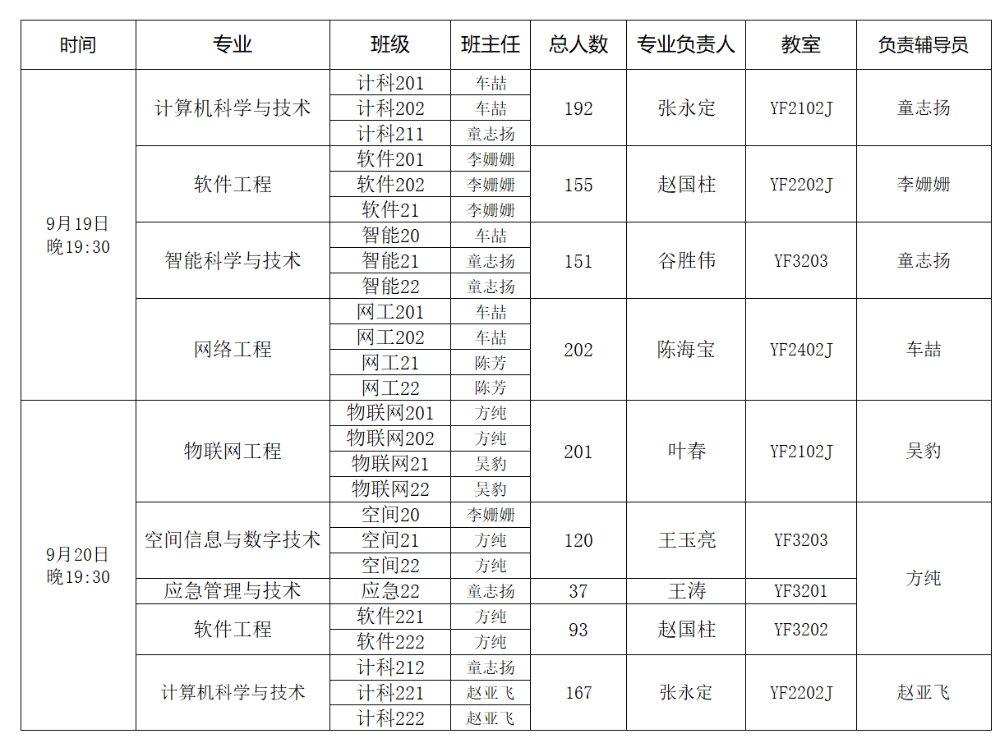 时间 专业 班级 班主任 总人数 专业负责人 教室 负责辅导员
9月19日
晚19:30
计算机科学与技术
计科201 车喆
计科202 车喆
计科211 童志扬
192 张永定 YF2102J 童志扬
软件工程
软件201 李姗姗
软件202 李姗姗
软件21 李姗姗
155 赵国柱 YF2202J 李姗姗
智能科学与技术
智能20 车喆
智能21 童志扬
智能22 童志扬
151 谷胜伟 YF3203 童志扬
网络工程
网工201 车喆
网工202 车喆
网工21 陈芳
网工22 陈芳
202 陈海宝 YF2402J 车喆
9月20日
晚19:30
物联网工程
物联网201 方纯
物联网202 方纯
物联网21 吴豹
物联网22 吴豹
201 叶春 YF2102J 吴豹
空间信息与数字技术
空间20 李姗姗
空间21 方纯
空间22 方纯
120 王玉亮 YF3203 方纯
应急管理与技术 应急22 童志扬 37 王涛 YF3201
软件工程
软件221 方纯
软件222 方纯
93 赵国柱 YF3202
计算机科学与技术
计科212 童志扬
计科221 赵亚飞
计科222 赵亚飞
167 张永定 YF2202J 赵亚飞